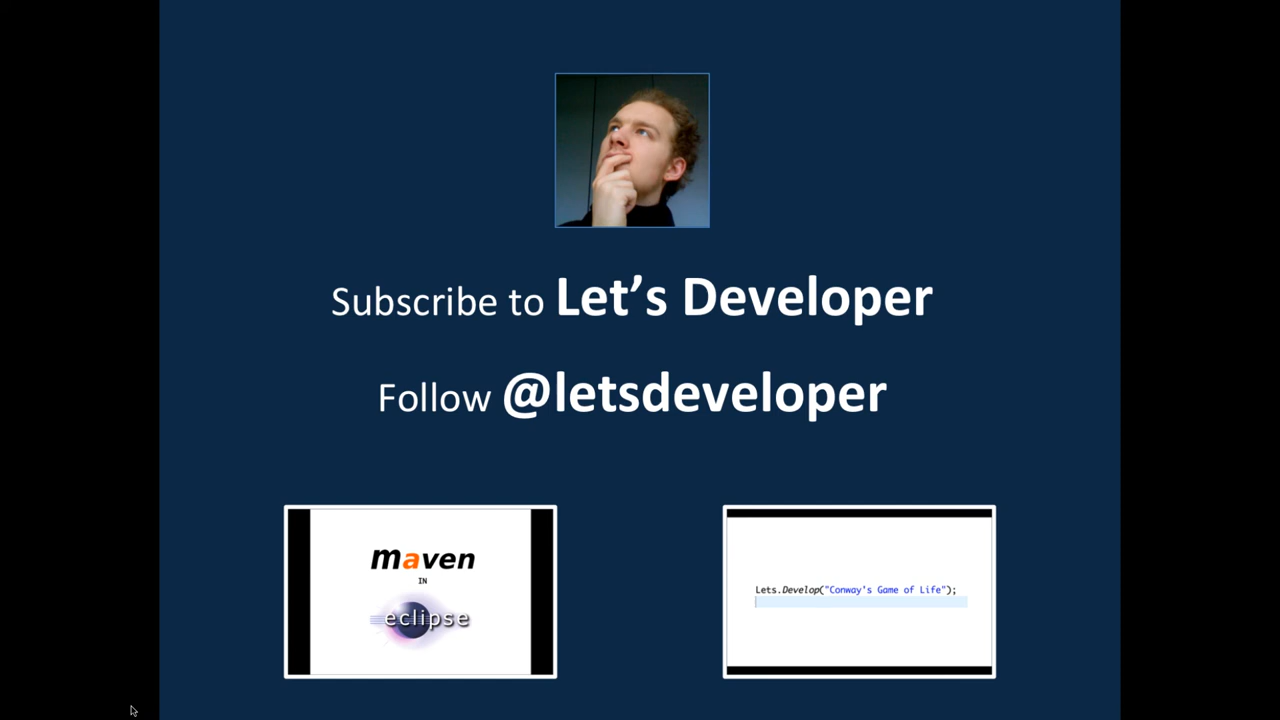 Subscribe to Let’s Developer
Follow @letsdeveloper
maven
IN
eclipse
Lets.Develop("Conway's Game of Life");